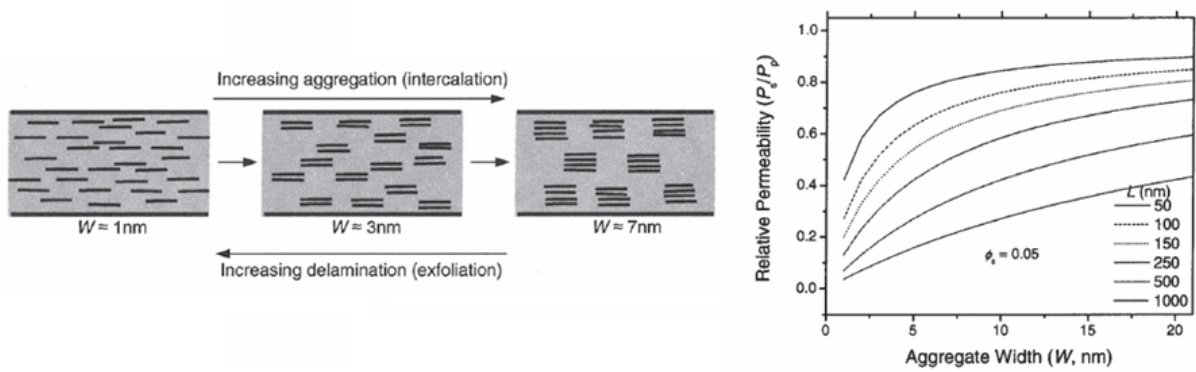 Increasing aggregation (intercalation)
W ≈ 1nm
W ≈ 3nm
W ≈ 7nm
Increasing delamination (exfoliation)
Relative Permeability (Ps/Pp)
1.0
0.8
0.6
0.4
0.2
0.0
L (nm)
50
100
150
250
500
1000
ϕs = 0.05
0 5 10 15 20
Aggregate Width (W, nm)